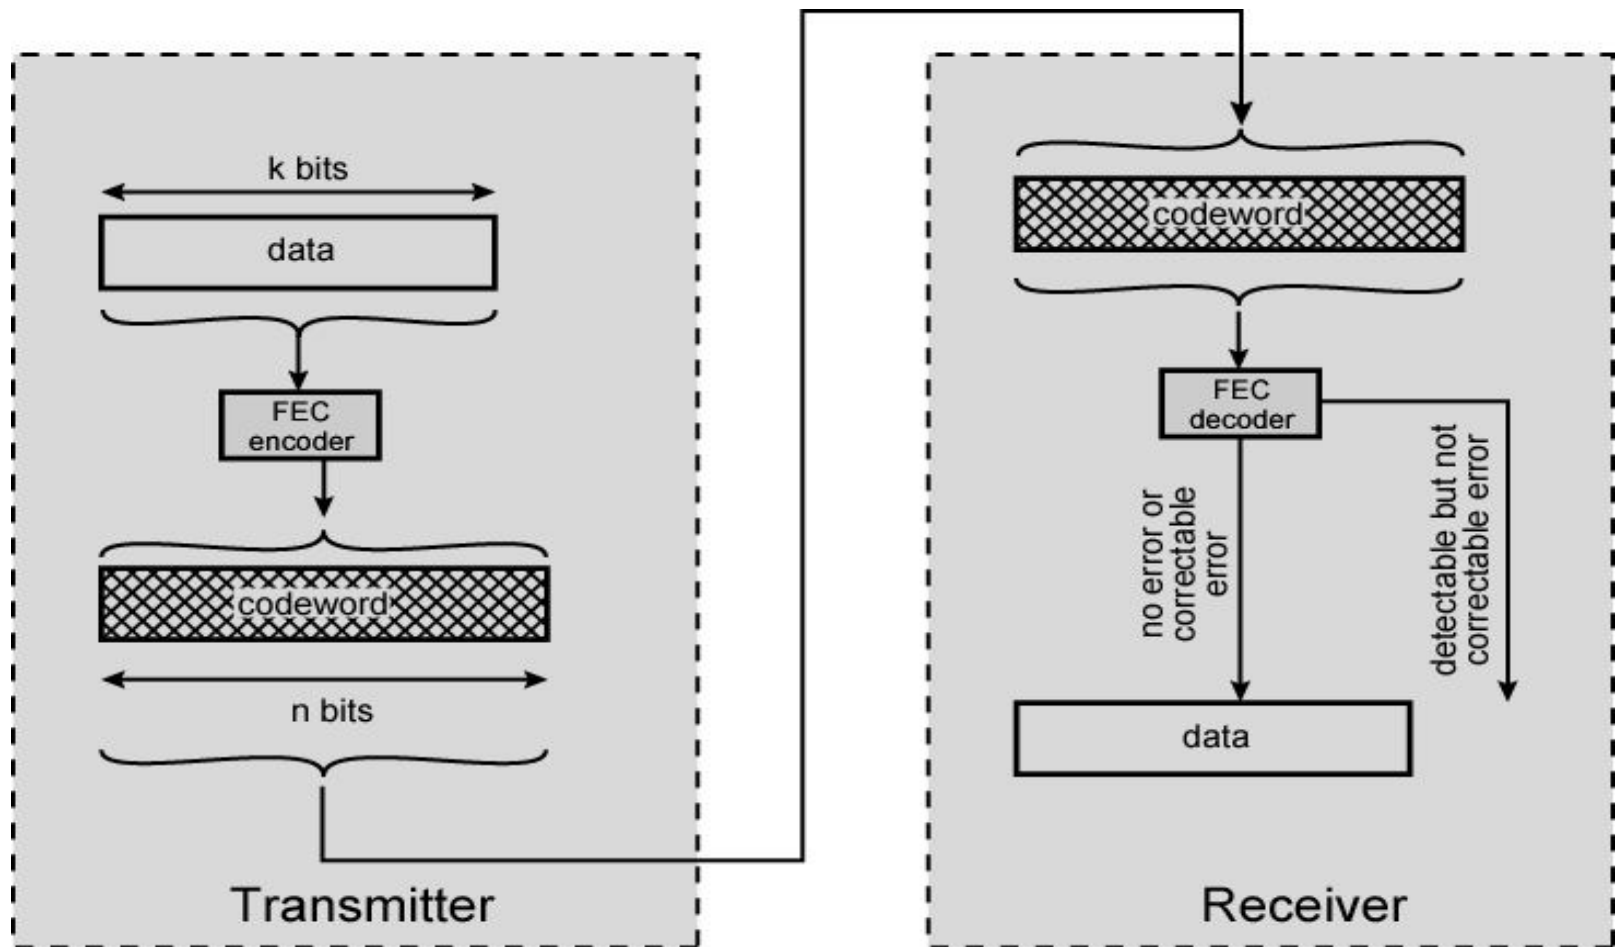 k bits
data
FEC
encoder
codeword
n bits
Transmitter
codeword
FEC
decoder
no error or
correctable
error
detectable but not
correctable error
data
Receiver